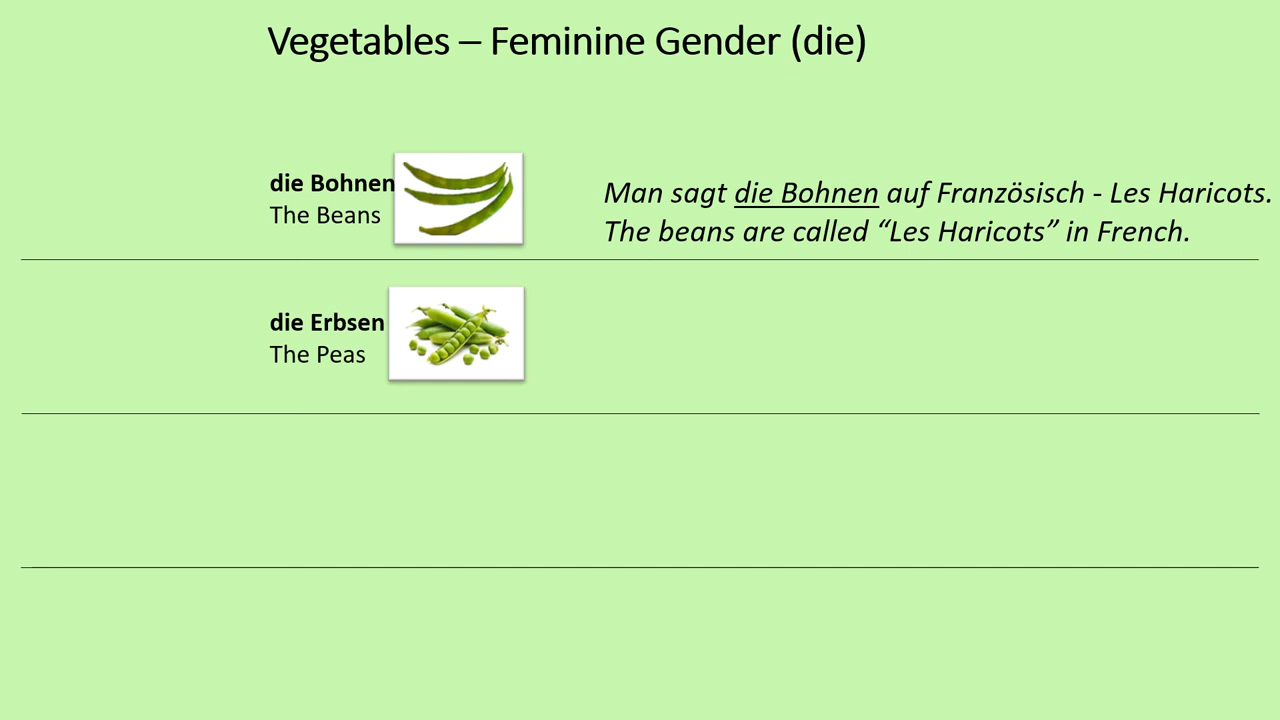 Vegetables – Feminine Gender (die)
die Bohnen
The Beans
Man sagt die Bohnen auf Französisch - Les Haricots.
The beans are called “Les Haricots” in French.
die Erbsen
The Peas